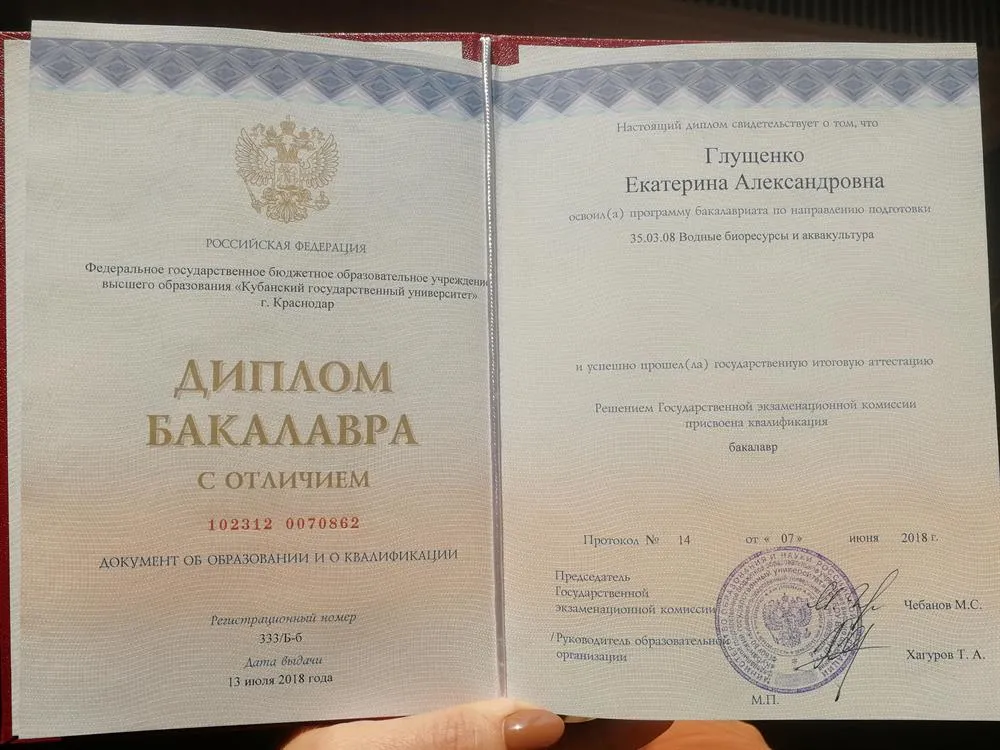 РОССИЙСКАЯ ФЕДЕРАЦИЯ
Федеральное государственное бюджетное образовательное учреждение
высшего образования «Кубанский государственный университет»
г. Краснодар
ДИПЛОМ
БАКАЛАВРА
С ОТЛИЧИЕМ
102312 0070862
ДОКУМЕНТ ОБ ОБРАЗОВАНИИ И О КВАЛИФИКАЦИИ
Регистрационный номер
333/Б-б
Дата выдачи
13 июля 2018 года
Настоящий диплом свидетельствует о том, что
Глущенко
Екатерина Александровна
освоил(а) программу бакалавриата по направлению подготовки
35.03.08 Водные биоресурсы и аквакультура
и успешно прошел(ла) государственную итоговую аттестацию
Решением Государственной экзаменационной комиссии
присвоена квалификация
бакалавр
Протокол № 14 от « 07 » июня 2018 г.
Председатель
Государственной
экзаменационной комиссии
Чебанов М.С.
/Руководитель образовательной
организации
Хагуров Т. А.
М.П.